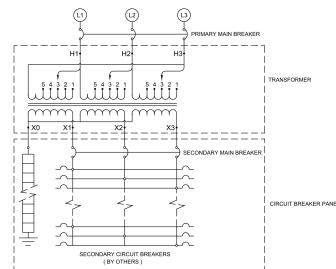 L1 L2 L3
PRIMARY MAIN BREAKER
H1 H2 H3
TRANSFORMER
5 4 3 2 1 5 4 3 2 1 5 4 3 2 1
X0 X1 X2 X3
SECONDARY MAIN BREAKER
CIRCUIT BREAKER PANE
SECONDARY CIRCUIT BREAKERS
( BY OTHERS )